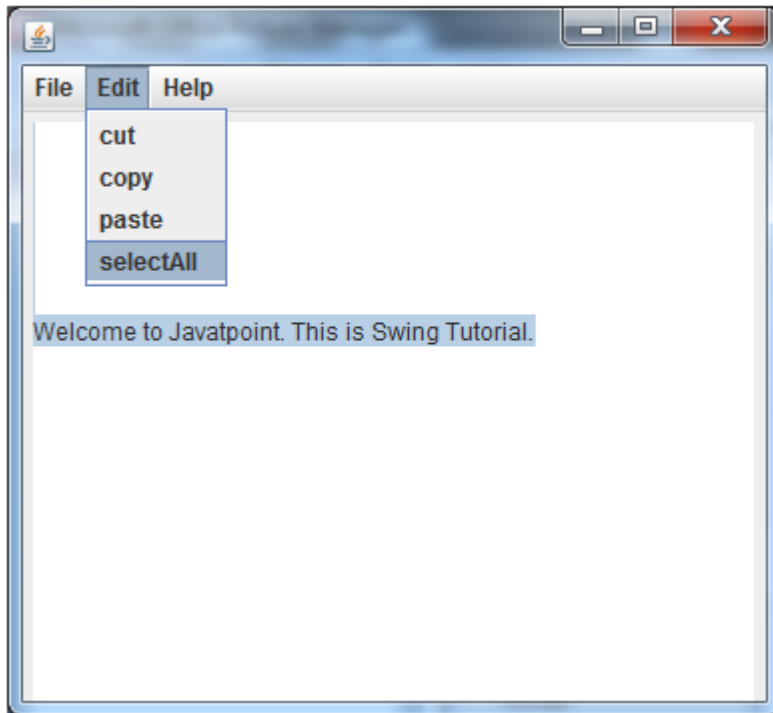 File Edit Help
cut
copy
paste
selectAll
Welcome to Javatpoint. This is Swing Tutorial.